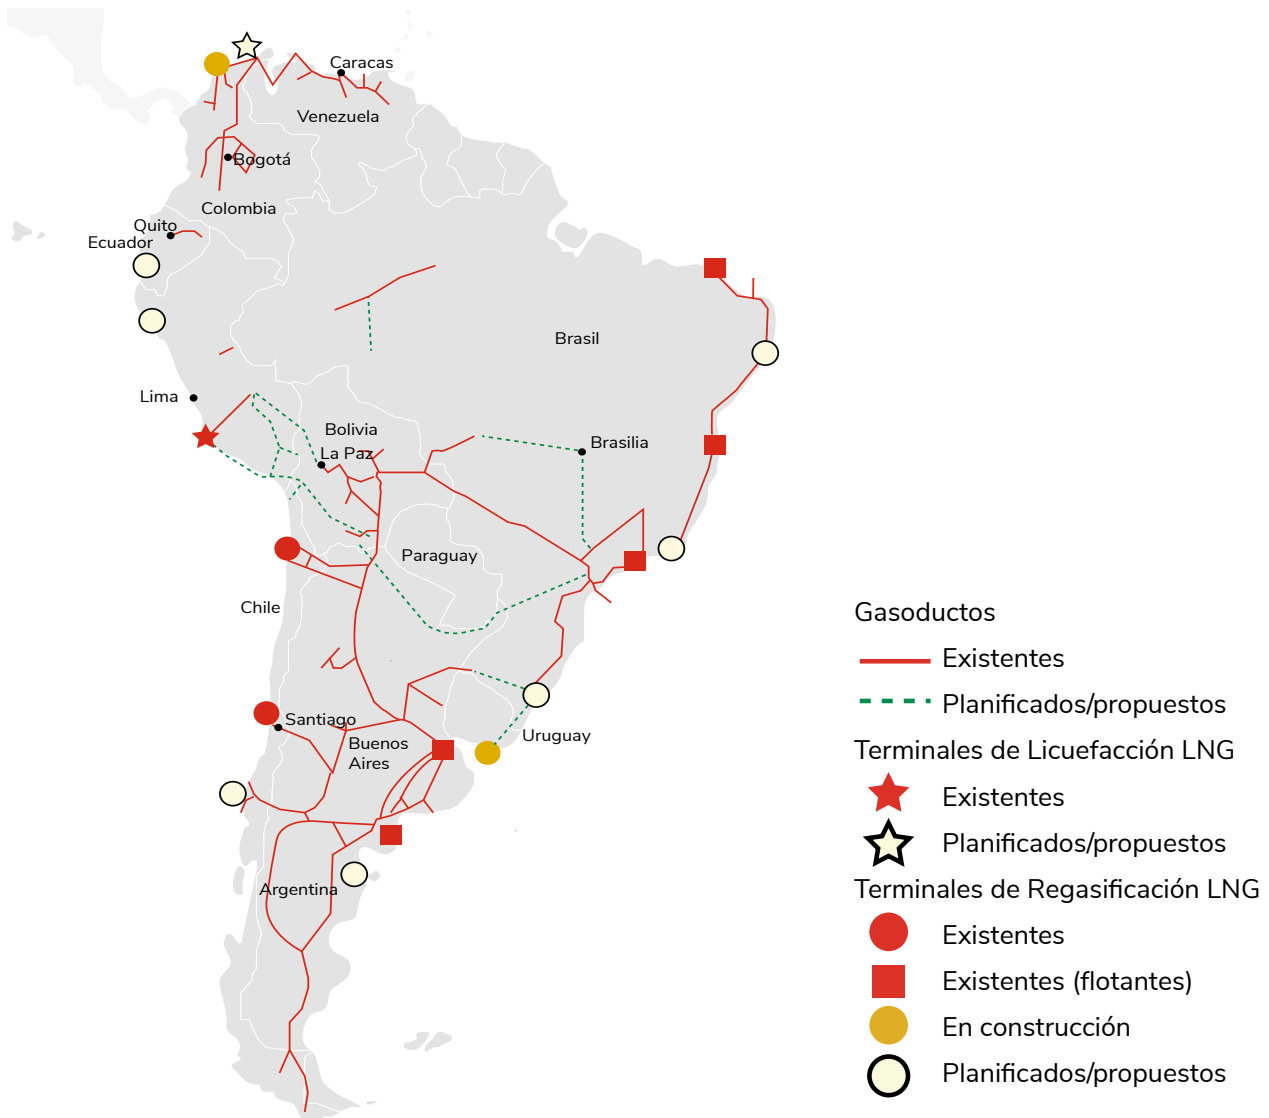 Caracas
Venezuela
Bogotá
Colombia
Quito
Ecuador
Brasil
Lima
Bolivia
La Paz
Brasilia
Paraguay
Chile
Santiago
Buenos
Aires
Uruguay
Argentina
Gasoductos
Existentes
Planificados/propuestos
Terminales de Licuefacción LNG
Existentes
Planificados/propuestos
Terminales de Regasificación LNG
Existentes
Existentes (flotantes)
En construcción
Planificados/propuestos